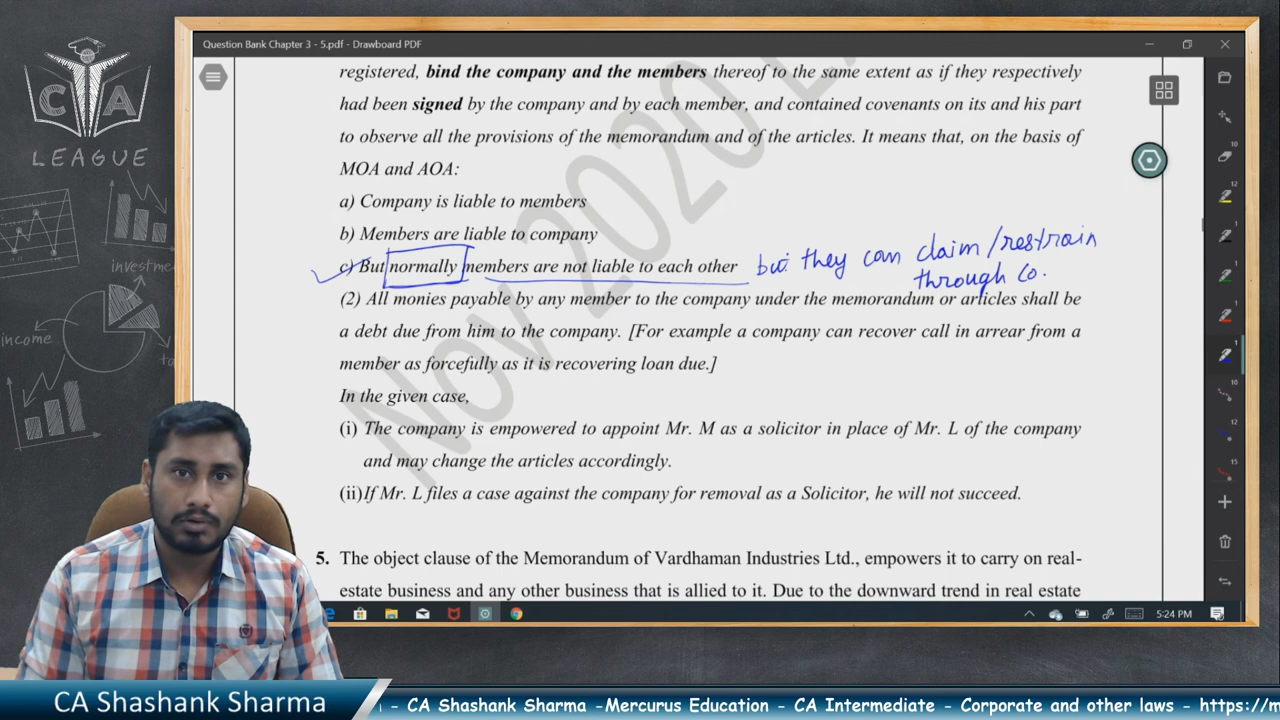 Question Bank Chapter 3 - 5.pdf - Drawboard PDF
registered, bind the company and the members thereof to the same extent as if they respectively
had been signed by the company and by each member, and contained covenants on its and his part
to observe all the provisions of the memorandum and of the articles. It means that, on the basis of
MOA and AOA:
a) Company is liable to members
b) Members are liable to company
c) But normally members are not liable to each other but they can claim/restrain
through Co.
(2) All monies payable by any member to the company under the memorandum or articles shall be
a debt due from him to the company. [For example a company can recover call in arrear from a
member as forcefully as it is recovering loan due.]
In the given case,
(i) The company is empowered to appoint Mr. M as a solicitor in place of Mr. L of the company
and may change the articles accordingly.
(ii) If Mr. L files a case against the company for removal as a Solicitor, he will not succeed.
5. The object clause of the Memorandum of Vardhaman Industries Ltd., empowers it to carry on real-
estate business and any other business that is allied to it. Due to the downward trend in real estate
Nov 2020
C A
LEAGUE
investme
income
10
12
1
1
1
1
10
12
15
5:24 PM
CA Shashank Sharma
- CA Shashank Sharma -Mercurus Education - CA Intermediate - Corporate and other laws - https://m